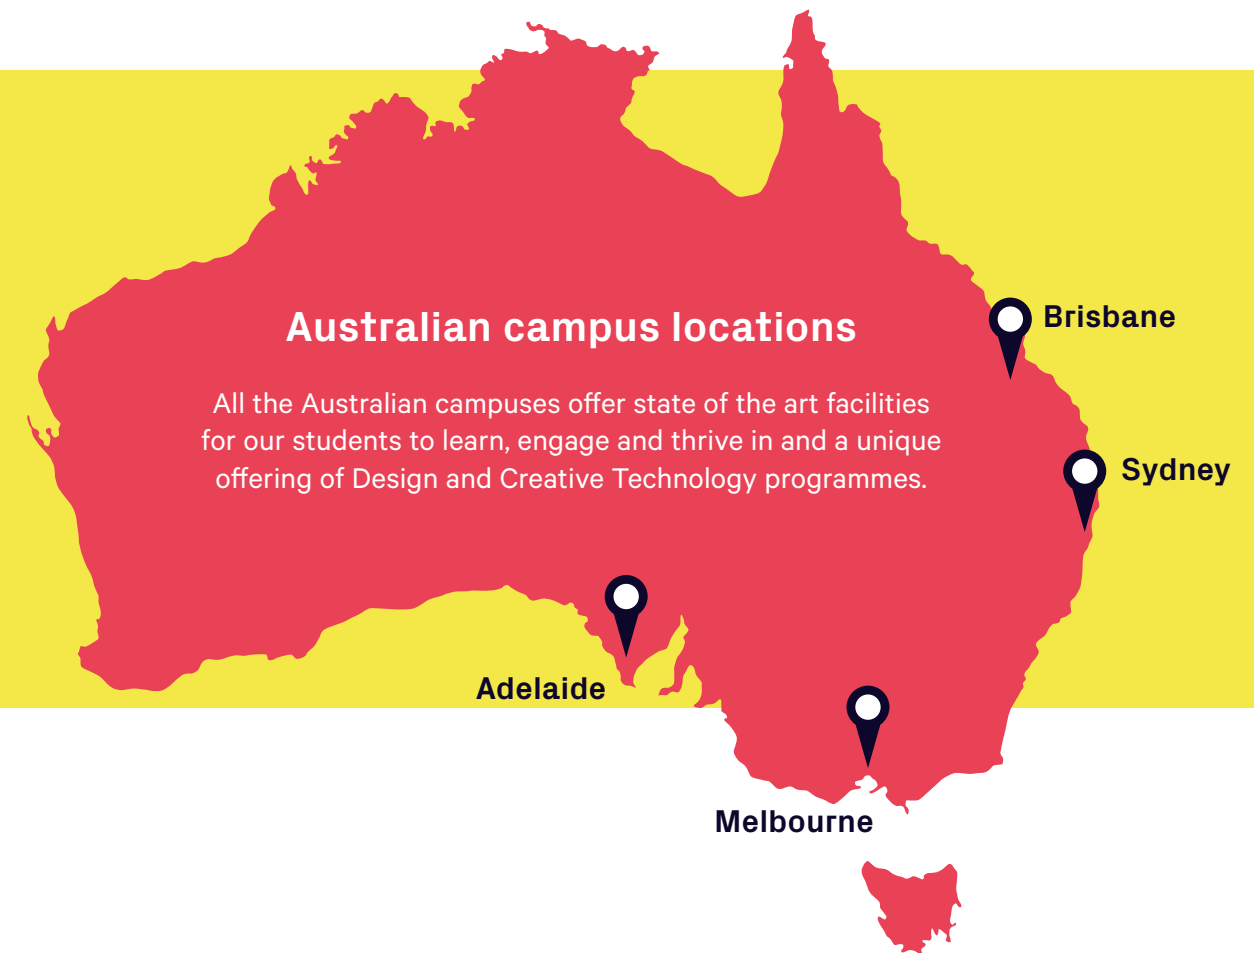 Australian campus locations
All the Australian campuses offer state of the art facilities
for our students to learn, engage and thrive in and a unique
offering of Design and Creative Technology programmes.
Brisbane
Sydney
Adelaide
Melbourne